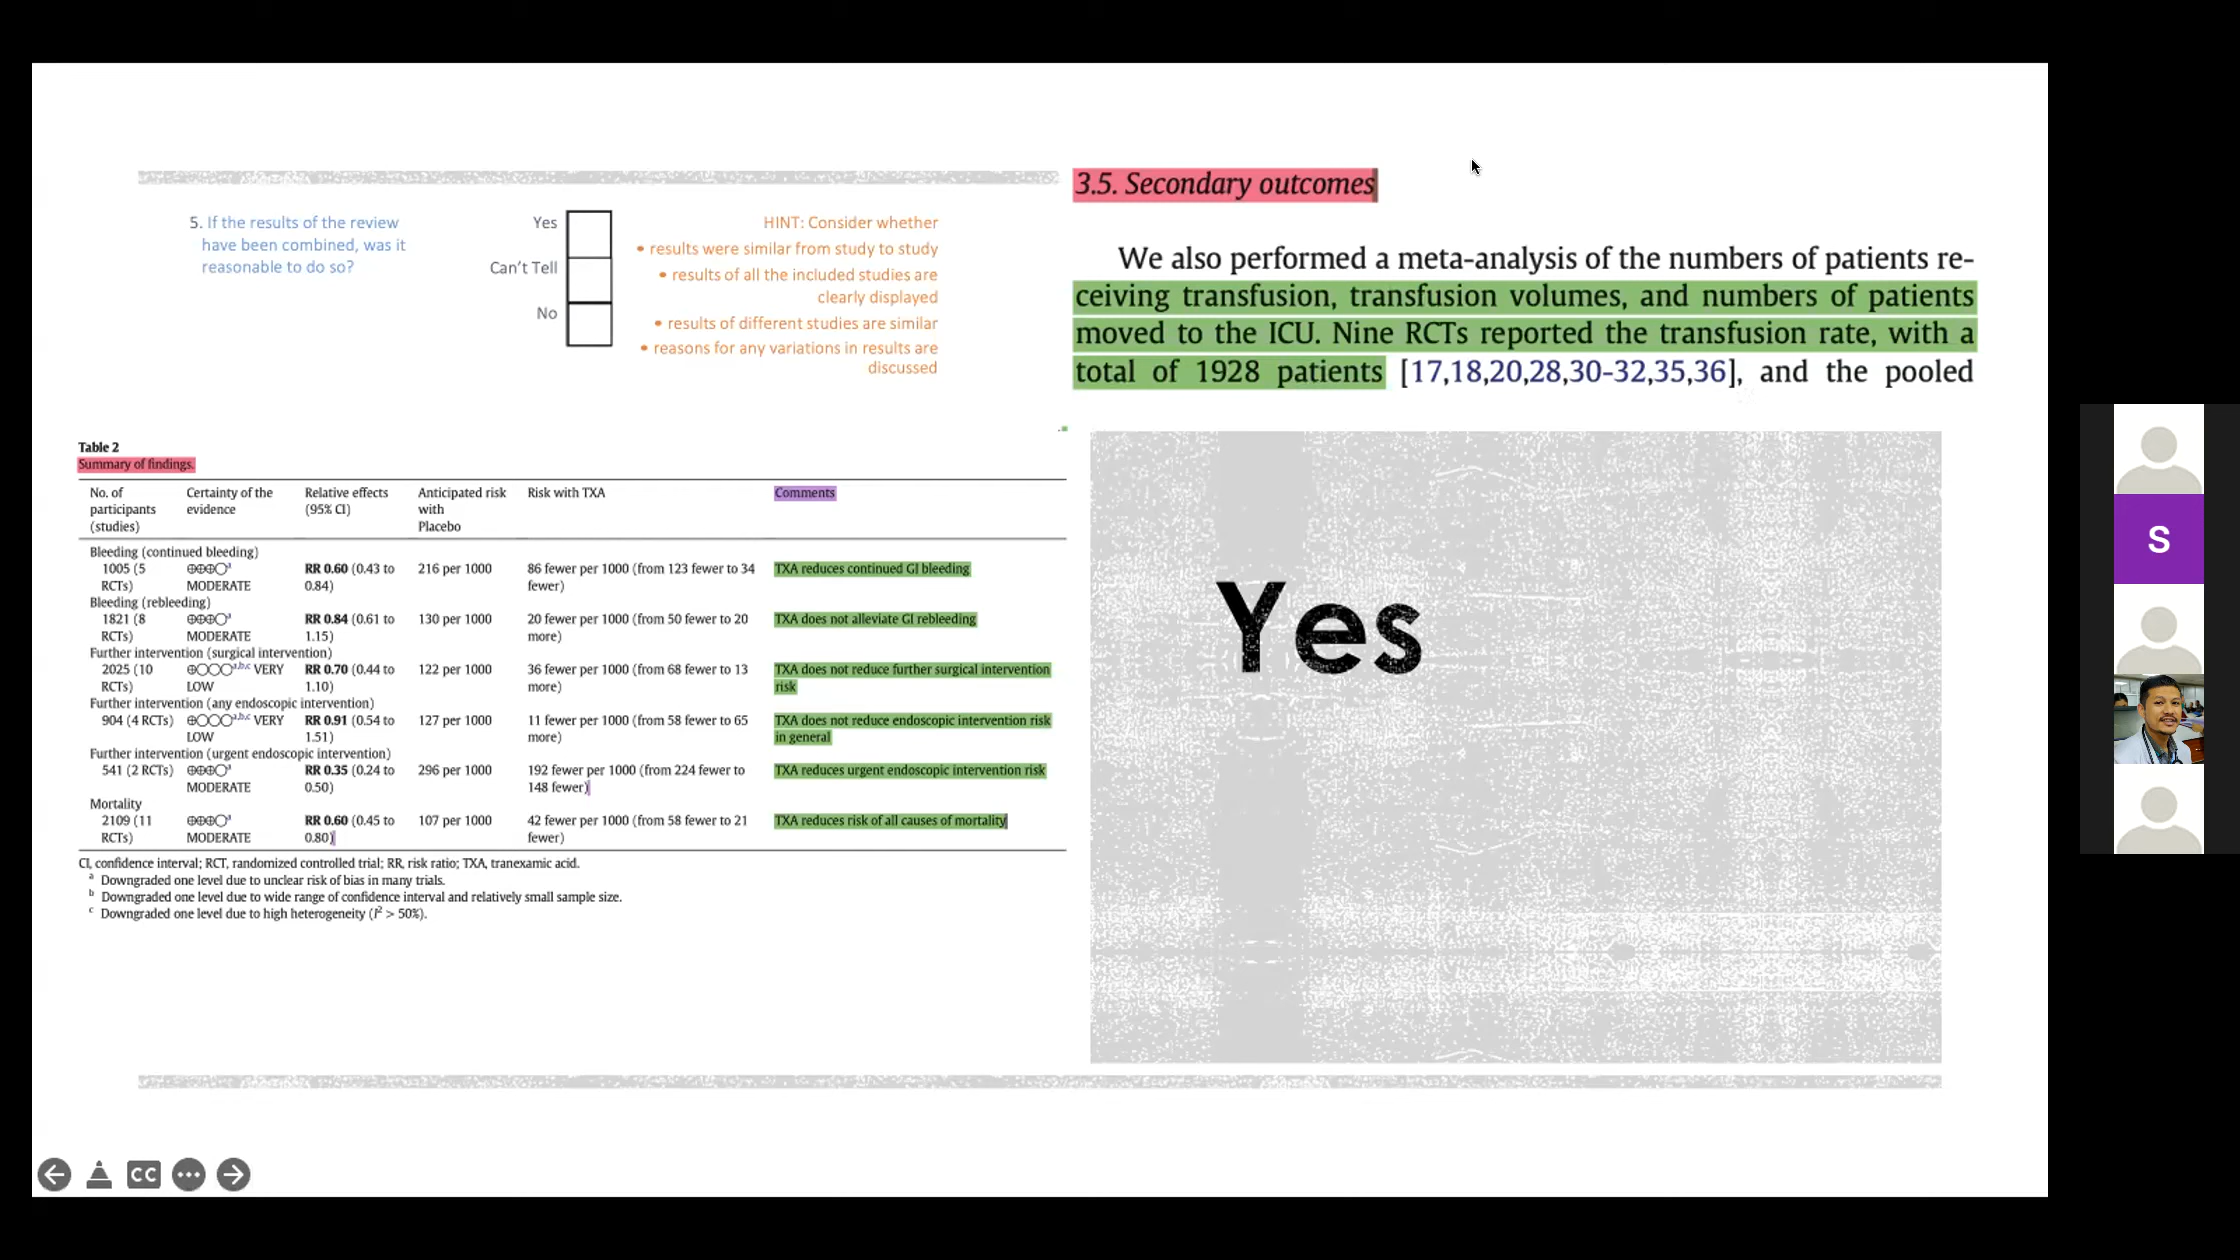 5. If the results of the review
have been combined, was it
reasonable to do so?
Yes
Can't Tell
No
HINT: Consider whether
• results were similar from study to study
• results of all the included studies are
clearly displayed
• results of different studies are similar
• reasons for any variations in results are
discussed
3.5. Secondary outcomes
We also performed a meta-analysis of the numbers of patients re-
ceiving transfusion, transfusion volumes, and numbers of patients
moved to the ICU. Nine RCTs reported the transfusion rate, with a
total of 1928 patients [17,18,20,28,30-32,35,36], and the pooled
Table 2
Summary of findings.
No. of participants (studies) Certainty of the evidence Relative effects (95% CI) Anticipated risk with Placebo Risk with TXA Comments
Bleeding (continued bleeding)
1005 (5 RCTs) ⊕⊕⊕◯a MODERATE RR 0.60 (0.43 to 0.84) 216 per 1000 86 fewer per 1000 (from 123 fewer to 34 fewer) TXA reduces continued GI bleeding
Bleeding (rebleeding)
1821 (8 RCTs) ⊕⊕⊕◯a MODERATE RR 0.84 (0.61 to 1.15) 130 per 1000 20 fewer per 1000 (from 50 fewer to 20 more) TXA does not alleviate GI rebleeding
Further intervention (surgical intervention)
2025 (10 RCTs) ⊕◯◯◯a,b,c VERY LOW RR 0.70 (0.44 to 1.10) 122 per 1000 36 fewer per 1000 (from 68 fewer to 13 more) TXA does not reduce further surgical intervention risk
Further intervention (any endoscopic intervention)
904 (4 RCTs) ⊕◯◯◯a,b,c VERY LOW RR 0.91 (0.54 to 1.51) 127 per 1000 11 fewer per 1000 (from 58 fewer to 65 more) TXA does not reduce endoscopic intervention risk in general
Further intervention (urgent endoscopic intervention)
541 (2 RCTs) ⊕⊕⊕◯a MODERATE RR 0.35 (0.24 to 0.50) 296 per 1000 192 fewer per 1000 (from 224 fewer to 148 fewer) TXA reduces urgent endoscopic intervention risk
Mortality
2109 (11 RCTs) ⊕⊕⊕◯a MODERATE RR 0.60 (0.45 to 0.80) 107 per 1000 42 fewer per 1000 (from 58 fewer to 21 fewer) TXA reduces risk of all causes of mortality
CI, confidence interval; RCT, randomized controlled trial; RR, risk ratio; TXA, tranexamic acid.
a Downgraded one level due to unclear risk of bias in many trials.
b Downgraded one level due to wide range of confidence interval and relatively small sample size.
c Downgraded one level due to high heterogeneity (I² > 50%).
Yes
S
CC